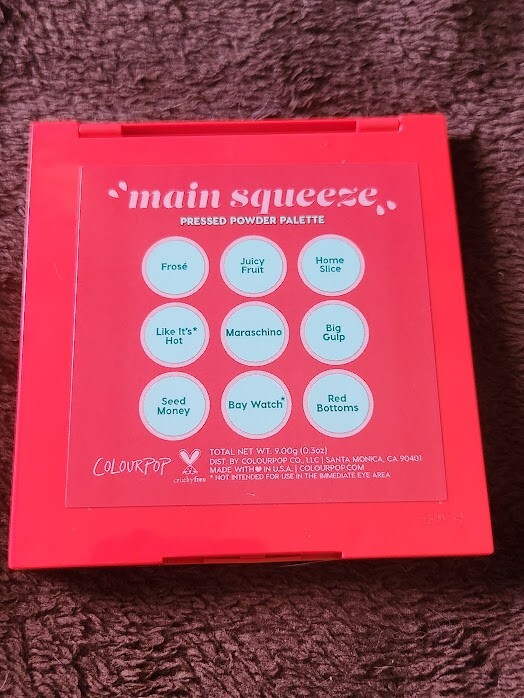 main squeeze
PRESSED POWDER PALETTE
Frosé
Juicy
Fruit
Home
Slice
Like It's*
Hot
Maraschino
Big
Gulp
Seed
Money
Bay Watch*
Red
Bottoms
COLOURPOP
crueltyfree
TOTAL NET WT. 9.00g (0.3oz)
DIST. BY COLOURPOP CO., LLC | SANTA MONICA, CA 90401
MADE WITH❤IN U.S.A. | COLOURPOP.COM
* NOT INTENDED FOR USE IN THE IMMEDIATE EYE AREA